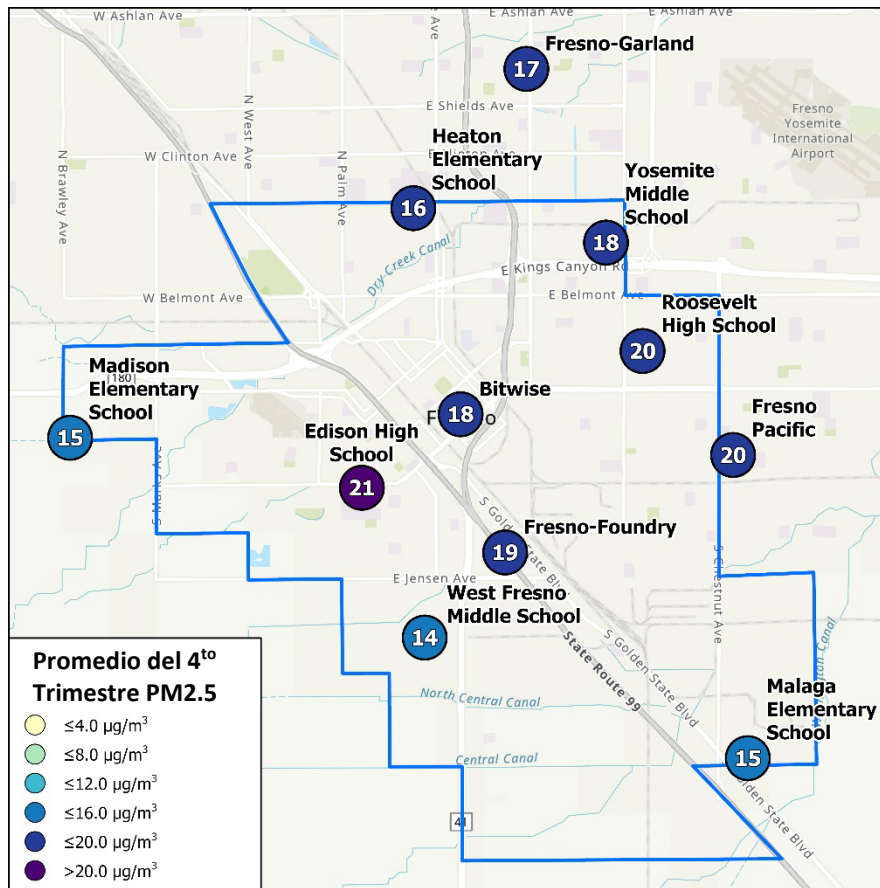 W Ashlan Ave
E Ashlan Ave
E Ashlan Ave
Fresno-Garland
17
E Shields Ave
N West Ave
N Palm Ave
N Brawley Ave
W Clinton Ave
Heaton
Elementary
School
16
Fresno
Yosemite
International
Airport
Yosemite
Middle
School
18
Dry Creek Canal
E Kings Canyon Rd
W Belmont Ave
E Belmont Ave
Roosevelt
High School
20
Madison
Elementary
School
15
180
Bitwise
18
Edison High
School
21
Fresno
Pacific
20
S Golden State Blvd
Fresno-Foundry
19
E Jensen Ave
West Fresno
Middle School
14
S Chestnut Ave
State Route 99
S Golden State Blvd
North Central Canal
Central Canal
Malaga
Elementary
School
15
Golden State Blvd
41
Promedio del 4to
Trimestre PM2.5
≤4.0 µg/m³
≤8.0 µg/m³
≤12.0 µg/m³
≤16.0 µg/m³
≤20.0 µg/m³
>20.0 µg/m³